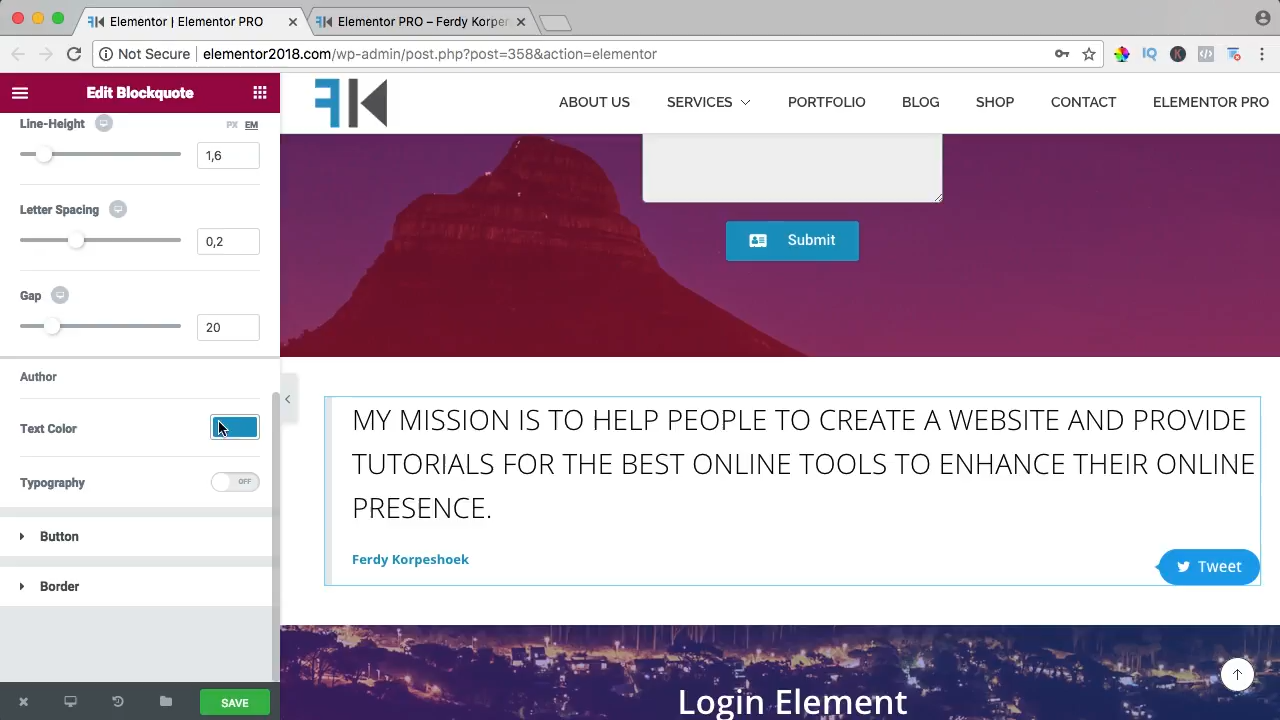 Elementor | Elementor PRO
Elementor PRO – Ferdy Korper
Not Secure
elementor2018.com/wp-admin/post.php?post=358&action=elementor
Edit Blockquote
FK
ABOUT US
SERVICES
PORTFOLIO
BLOG
SHOP
CONTACT
ELEMENTOR PRO
Line-Height
PX EM
1,6
Letter Spacing
0,2
Gap
20
Author
Text Color
Typography
OFF
Button
Border
SAVE
Submit
MY MISSION IS TO HELP PEOPLE TO CREATE A WEBSITE AND PROVIDE
TUTORIALS FOR THE BEST ONLINE TOOLS TO ENHANCE THEIR ONLINE
PRESENCE.
Ferdy Korpeshoek
Tweet
Login Element